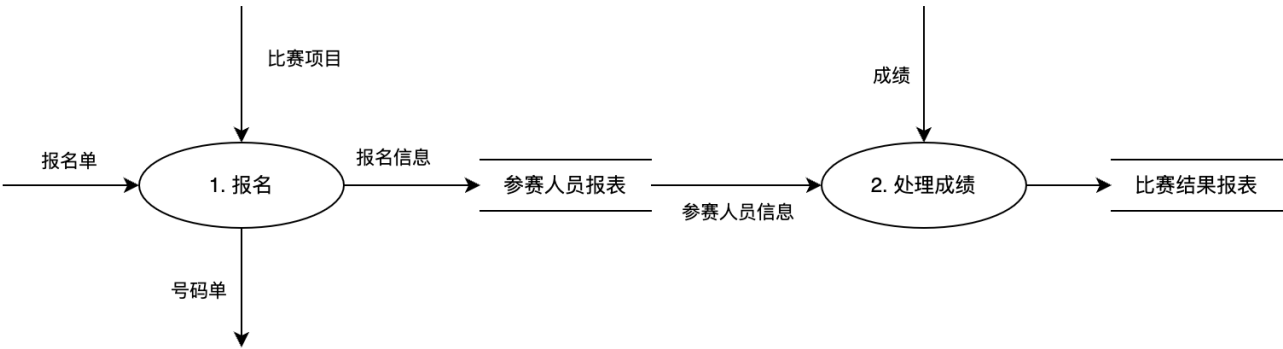 比赛项目
成绩
报名单
1. 报名
报名信息
参赛人员报表
参赛人员信息
2. 处理成绩
比赛结果报表
号码单